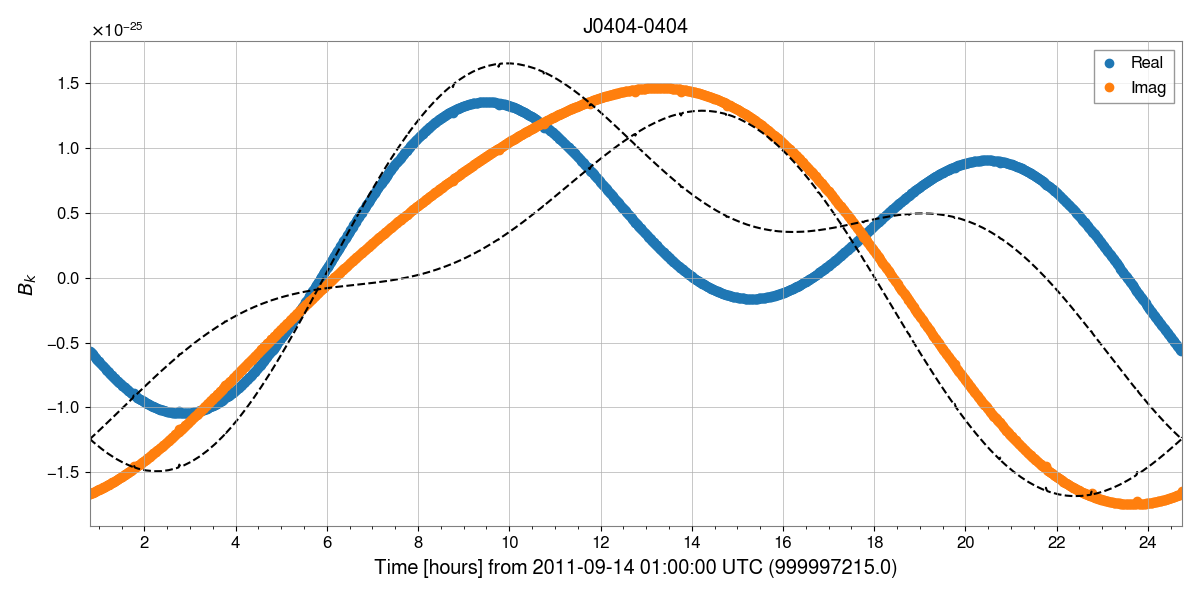 J0404-0404
×10⁻²⁵
Real
Imag
1.5
1.0
0.5
0.0
−0.5
−1.0
−1.5
B_k
2 4 6 8 10 12 14 16 18 20 22 24
Time [hours] from 2011-09-14 01:00:00 UTC (999997215.0)